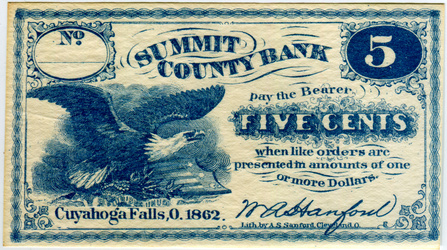 No.
SUMMIT
COUNTY BANK
5
pay the Bearer
FIVE CENTS
when like orders are
presented in amounts of one
or more Dollars.
Cuyahoga Falls, O. 1862.
Lith. by A. S. Sanford, Cleveland, O.